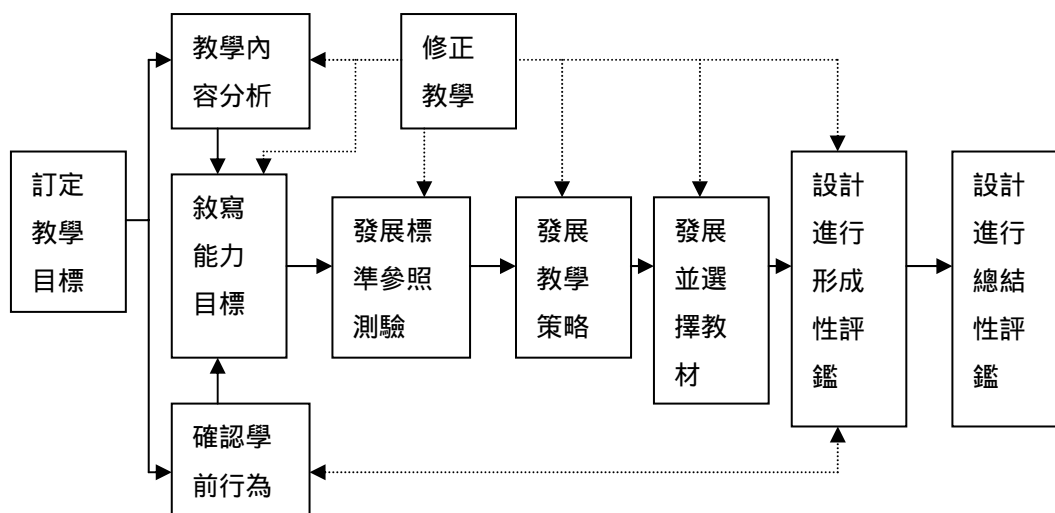 教學內
容分析
修正
教學
訂定
教學
目標
敘寫
能力
目標
發展標
準參照
測驗
發展
教學
策略
發展
並選
擇教
材
設計
進行
形成
性評
鑑
設計
進行
總結
性評
鑑
確認學
前行為